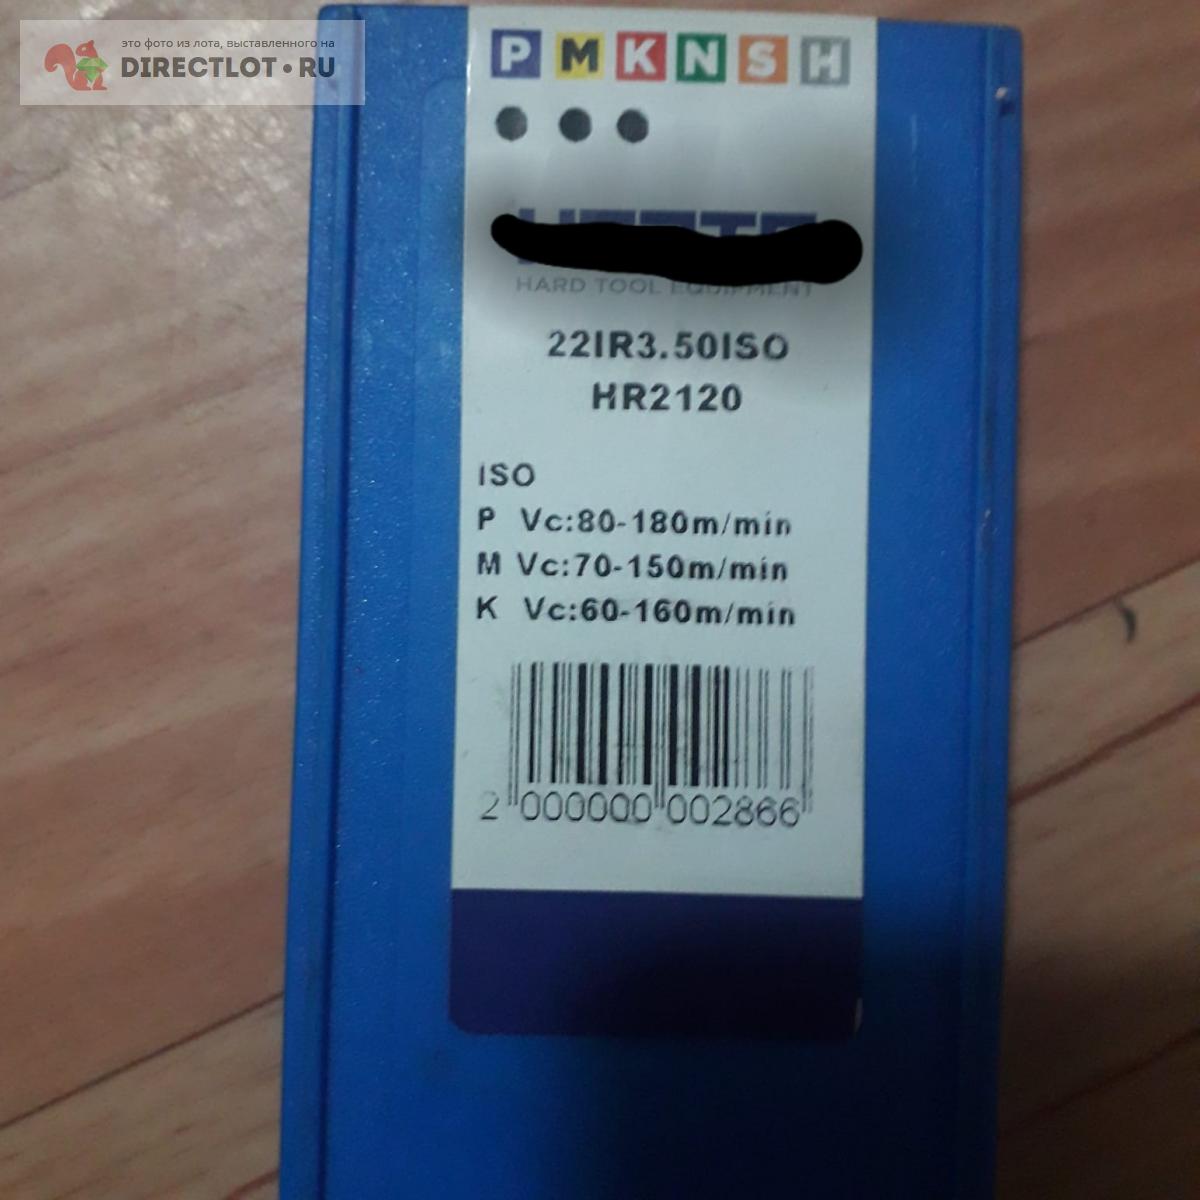 это фото из лота, выставленного на
DIRECTLOT•RU
P M K N S H
HARD TOOL EQUIPMENT
22IR3.50ISO
HR2120
ISO
P Vc:80-180m/min
M Vc:70-150m/min
K Vc:60-160m/min
2 000000 002866